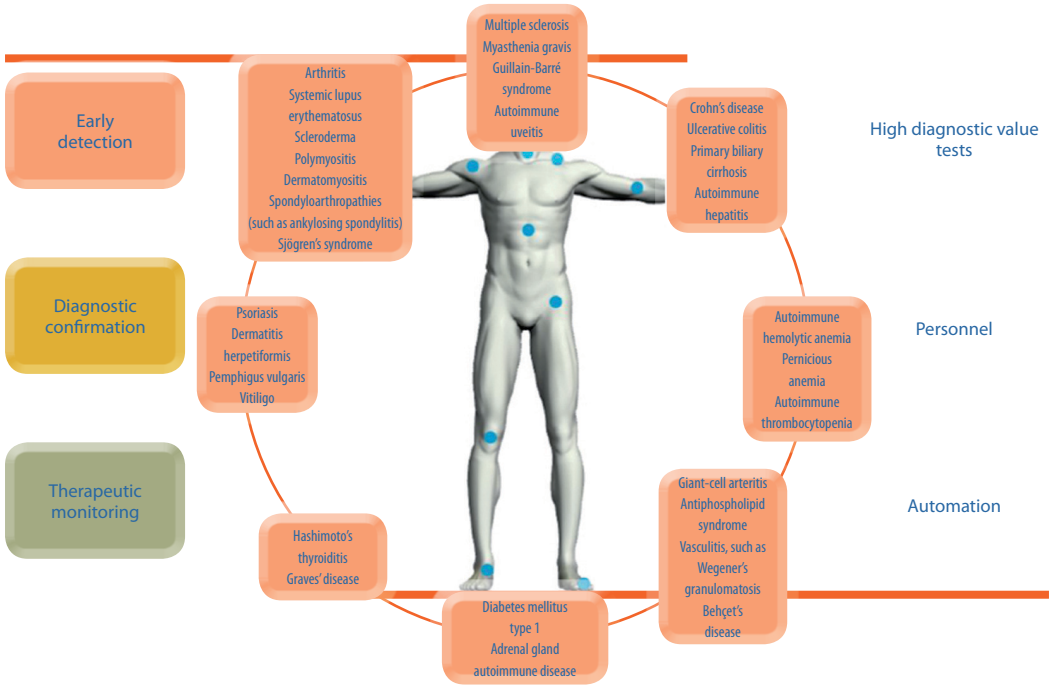 Early
detection
Diagnostic
confirmation
Therapeutic
monitoring
Arthritis
Systemic lupus
erythematosus
Scleroderma
Polymyositis
Dermatomyositis
Spondyloarthropathies
(such as ankylosing spondylitis)
Sjögren's syndrome
Multiple sclerosis
Myasthenia gravis
Guillain-Barré
syndrome
Autoimmune
uveitis
Crohn's disease
Ulcerative colitis
Primary biliary
cirrhosis
Autoimmune
hepatitis
Psoriasis
Dermatitis
herpetiformis
Pemphigus vulgaris
Vitiligo
Autoimmune
hemolytic anemia
Pernicious
anemia
Autoimmune
thrombocytopenia
Hashimoto's
thyroiditis
Graves' disease
Diabetes mellitus
type 1
Adrenal gland
autoimmune disease
Giant-cell arteritis
Antiphospholipid
syndrome
Vasculitis, such as
Wegener's
granulomatosis
Behçet's
disease
High diagnostic value
tests
Personnel
Automation